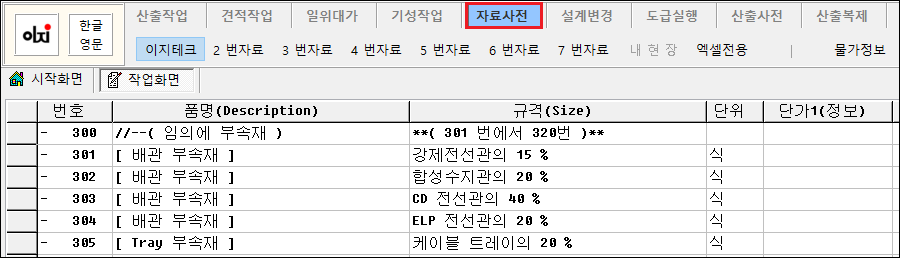 이지 한글 산출작업 견적작업 일위대가 기성작업 자료사전 설계변경 도급실행 산출사전 산출복제
영문 이지테크 2 번자료 3 번자료 4 번자료 5 번자료 6 번자료 7 번자료 내 현 장 엑셀전용 | 물가정보
시작화면 작업화면
번호 품명(Description) 규격(Size) 단위 단가1(정보)
- 300 //--( 임의에 부속재 ) **( 301 번에서 320번 )**
- 301 [ 배관 부속재 ] 강제전선관의 15 % 식
- 302 [ 배관 부속재 ] 합성수지관의 20 % 식
- 303 [ 배관 부속재 ] CD 전선관의 40 % 식
- 304 [ 배관 부속재 ] ELP 전선관의 20 % 식
- 305 [ Tray 부속재 ] 케이블 트레이의 20 % 식